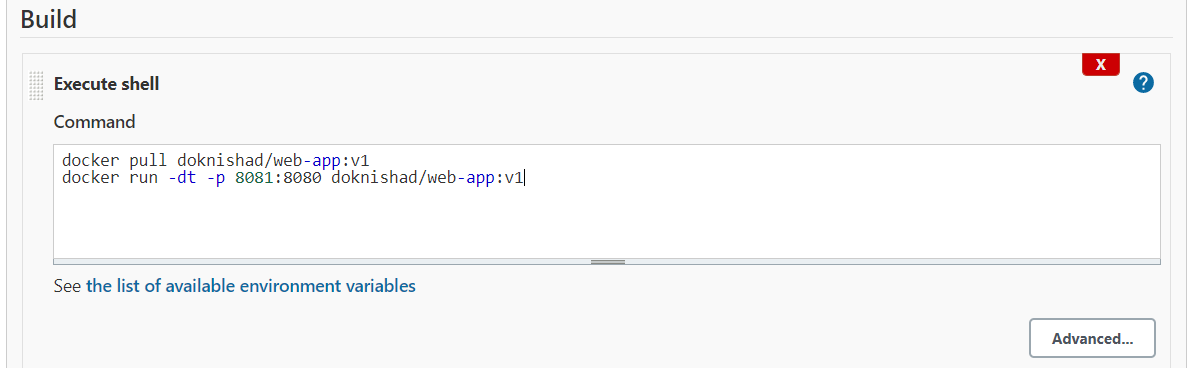 Build
X
Execute shell
?
Command
docker pull doknishad/web-app:v1
docker run -dt -p 8081:8080 doknishad/web-app:v1
See the list of available environment variables
Advanced...